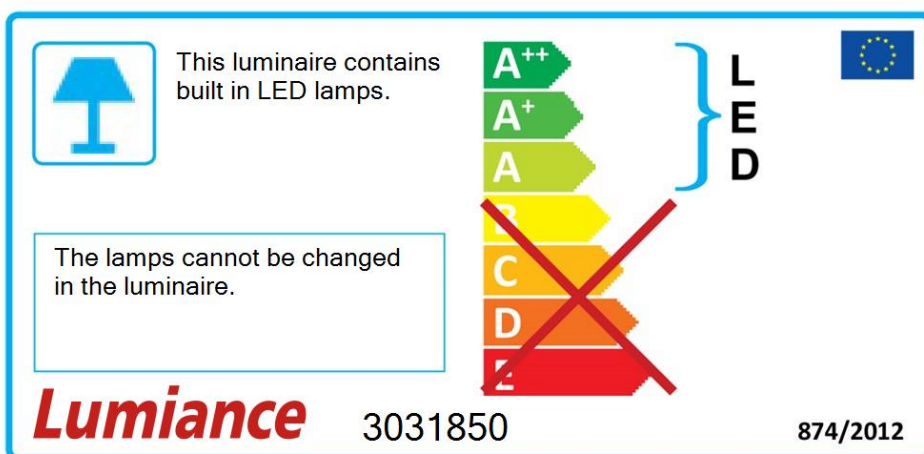 This luminaire contains
built in LED lamps.
A++
A+
A
B
C
D
E
L
E
D
The lamps cannot be changed
in the luminaire.
Lumiance
3031850
874/2012